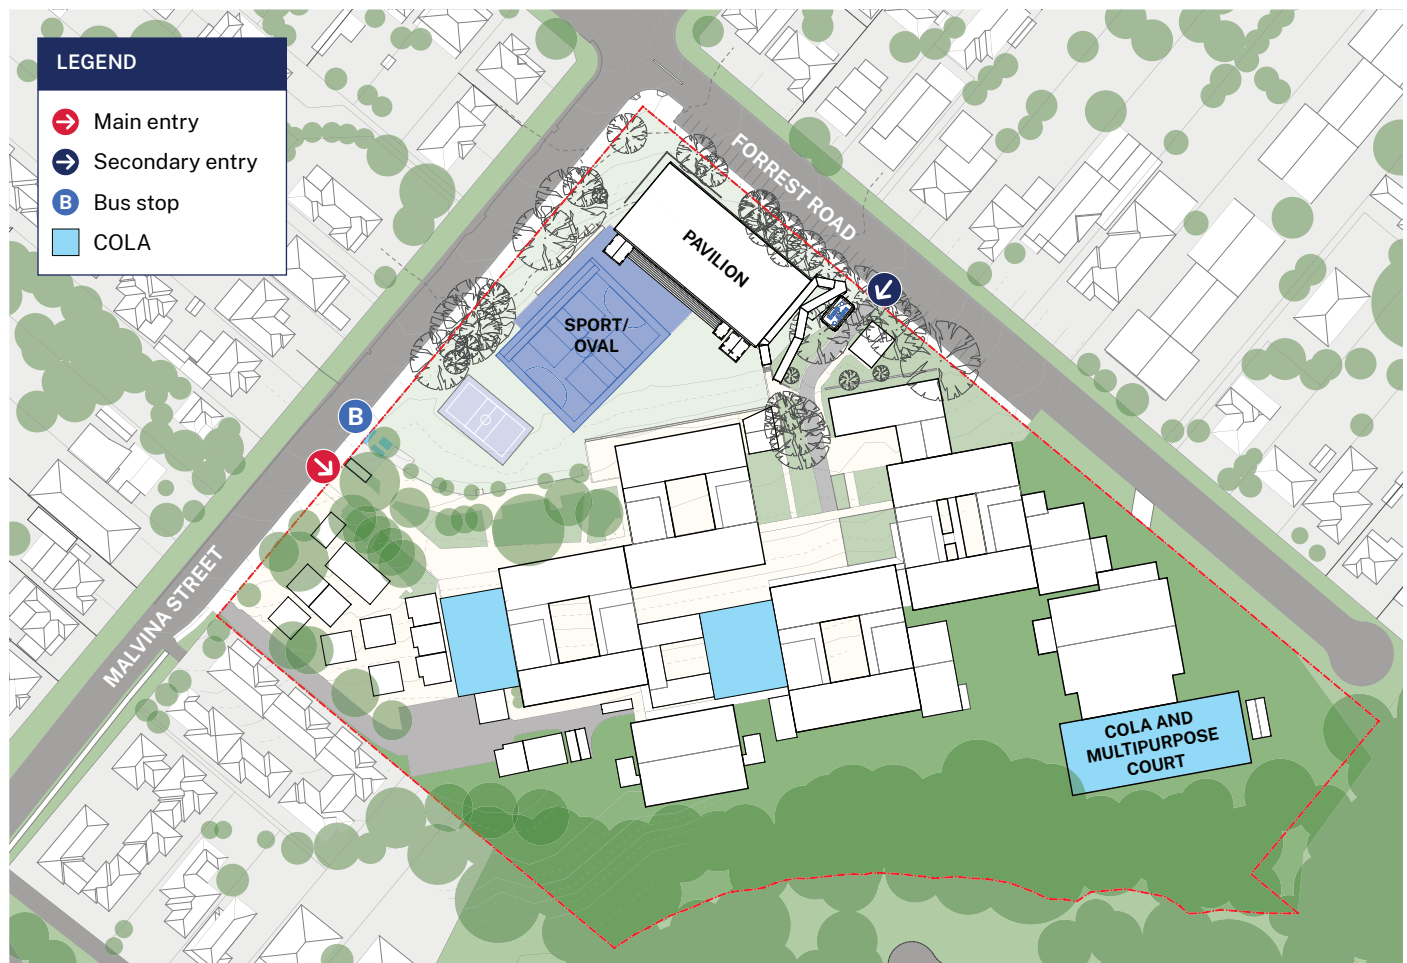 LEGEND
Main entry
Secondary entry
B Bus stop
COLA
FORREST ROAD
PAVILION
SPORT/
OVAL
B
MALVINA STREET
COLA AND
MULTIPURPOSE
COURT